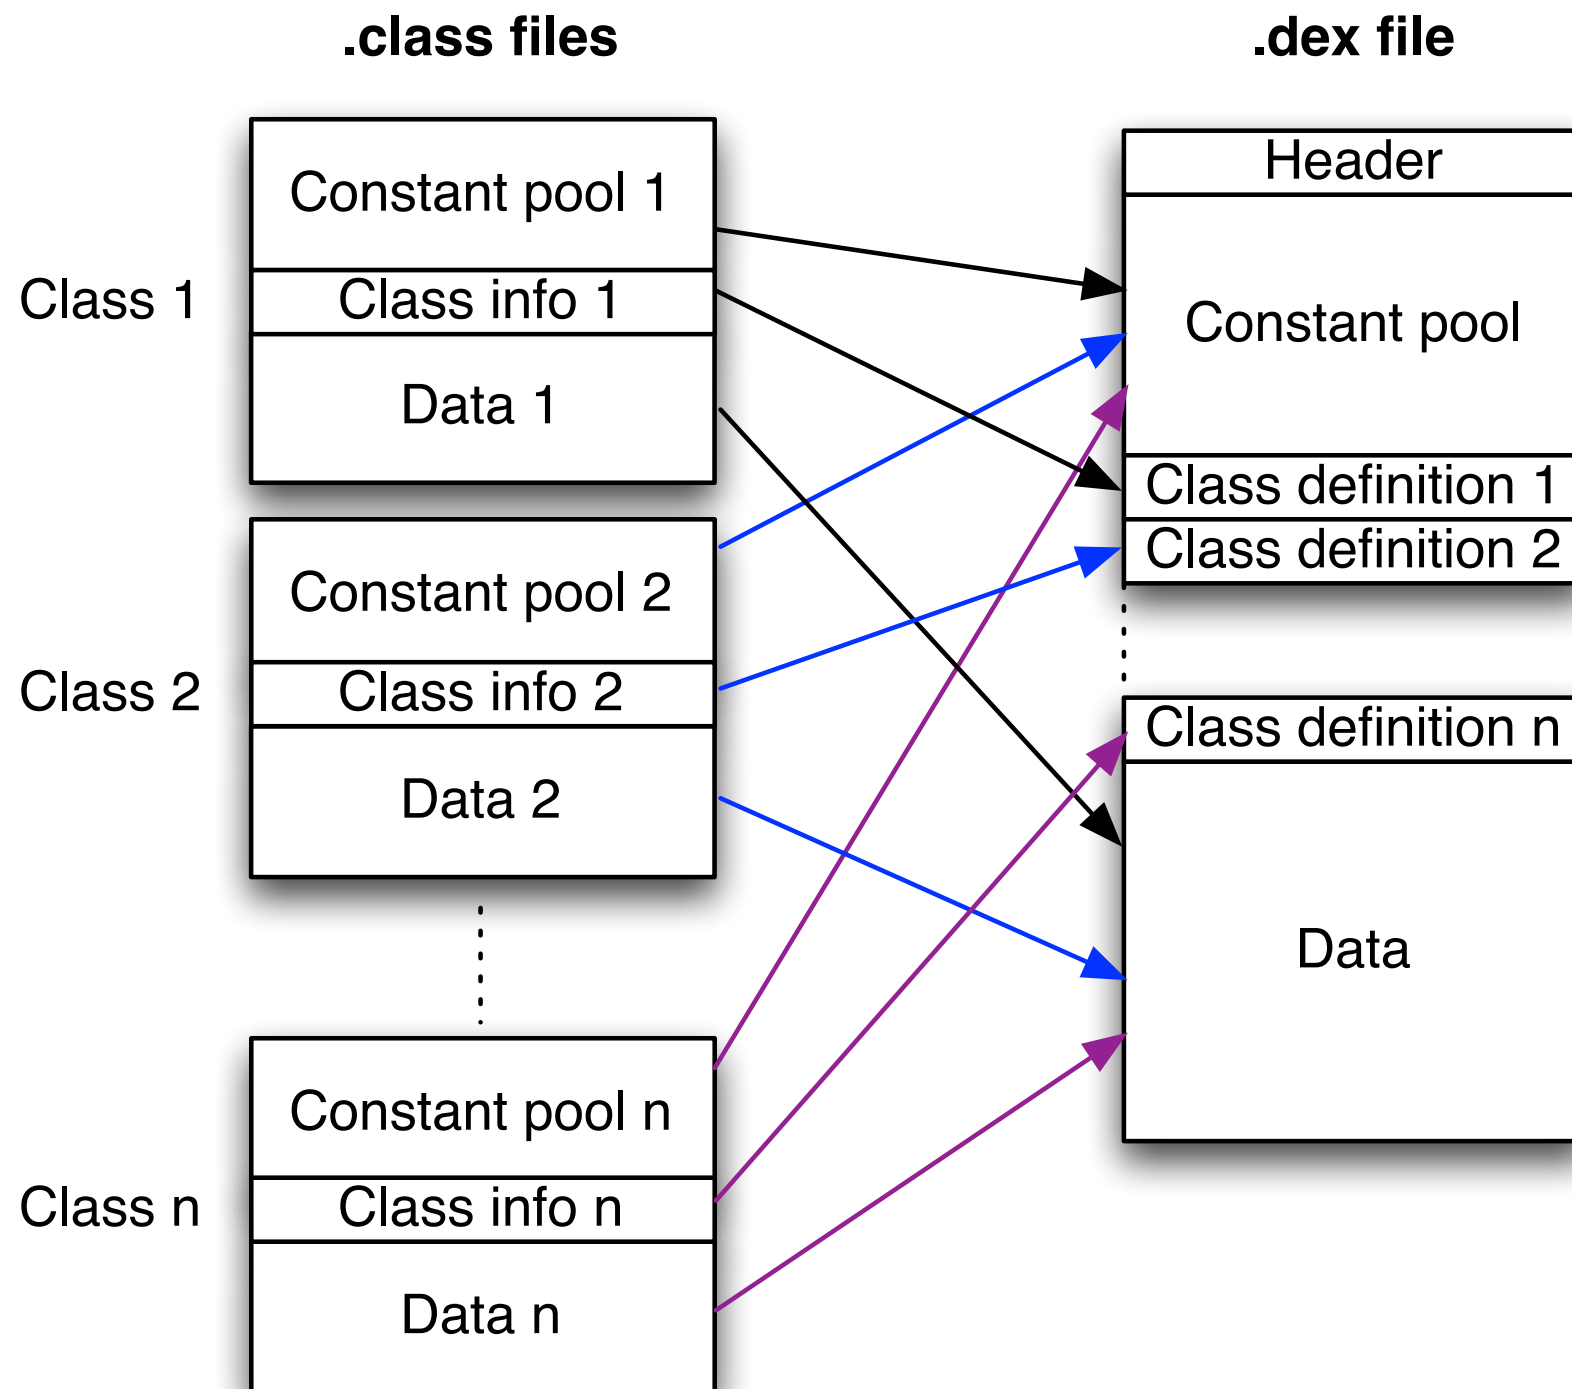 .class files
.dex file
Class 1
Constant pool 1
Class info 1
Data 1
Class 2
Constant pool 2
Class info 2
Data 2
Class n
Constant pool n
Class info n
Data n
Header
Constant pool
Class definition 1
Class definition 2
Class definition n
Data